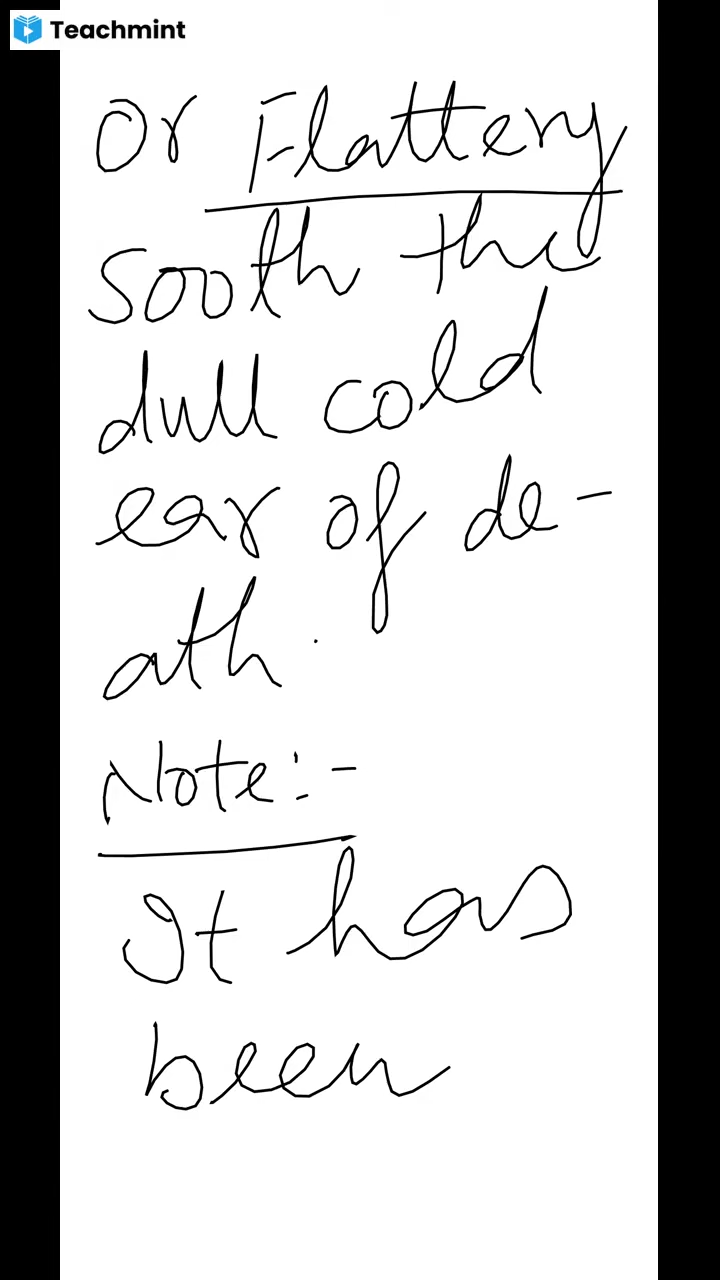 Teachmint
Or Flattery
sooth the
dull cold
ear of de-
ath.
Note:-
It has
been